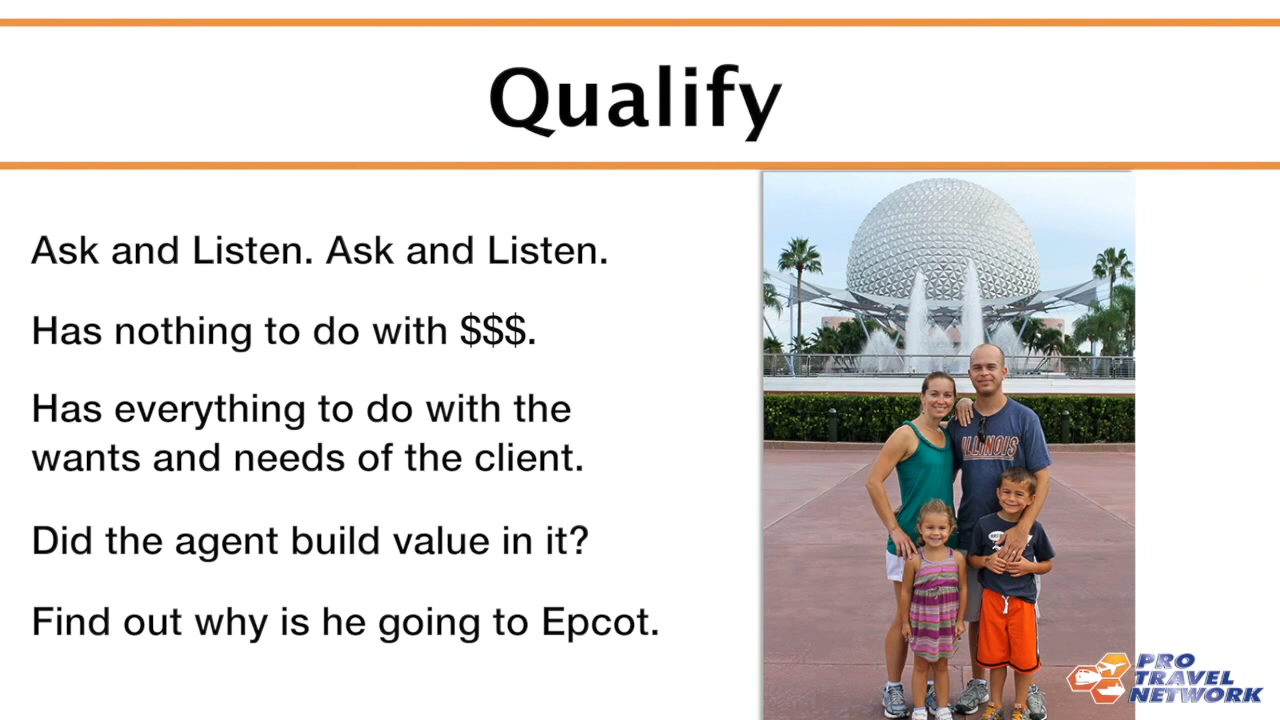 Qualify
Ask and Listen. Ask and Listen.
Has nothing to do with $$$.
Has everything to do with the
wants and needs of the client.
Did the agent build value in it?
Find out why is he going to Epcot.
ILLINOIS
PRO
TRAVEL
NETWORK